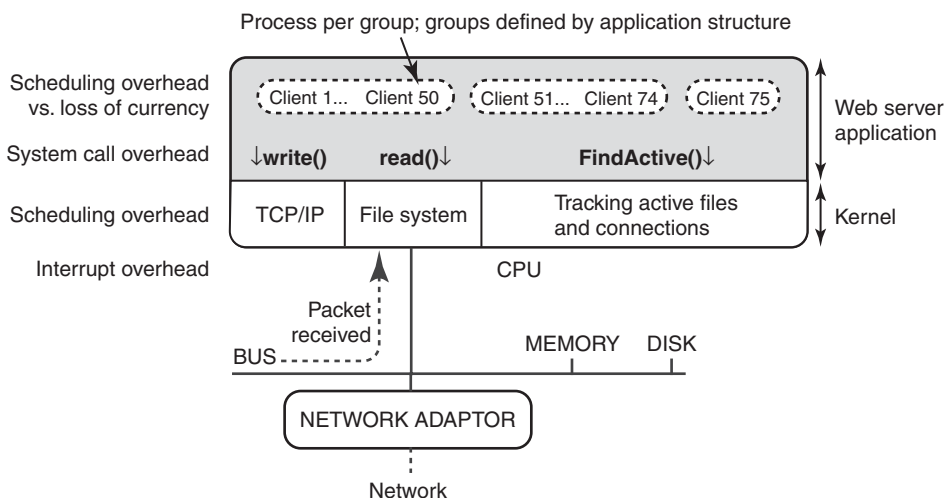 Process per group; groups defined by application structure
Scheduling overhead
vs. loss of currency
Client 1... Client 50
Client 51... Client 74
Client 75
Web server
application
System call overhead
↓write()
read()↓
FindActive()↓
Scheduling overhead
TCP/IP
File system
Tracking active files
and connections
Kernel
Interrupt overhead
CPU
Packet
received
BUS
MEMORY
DISK
NETWORK ADAPTOR
Network